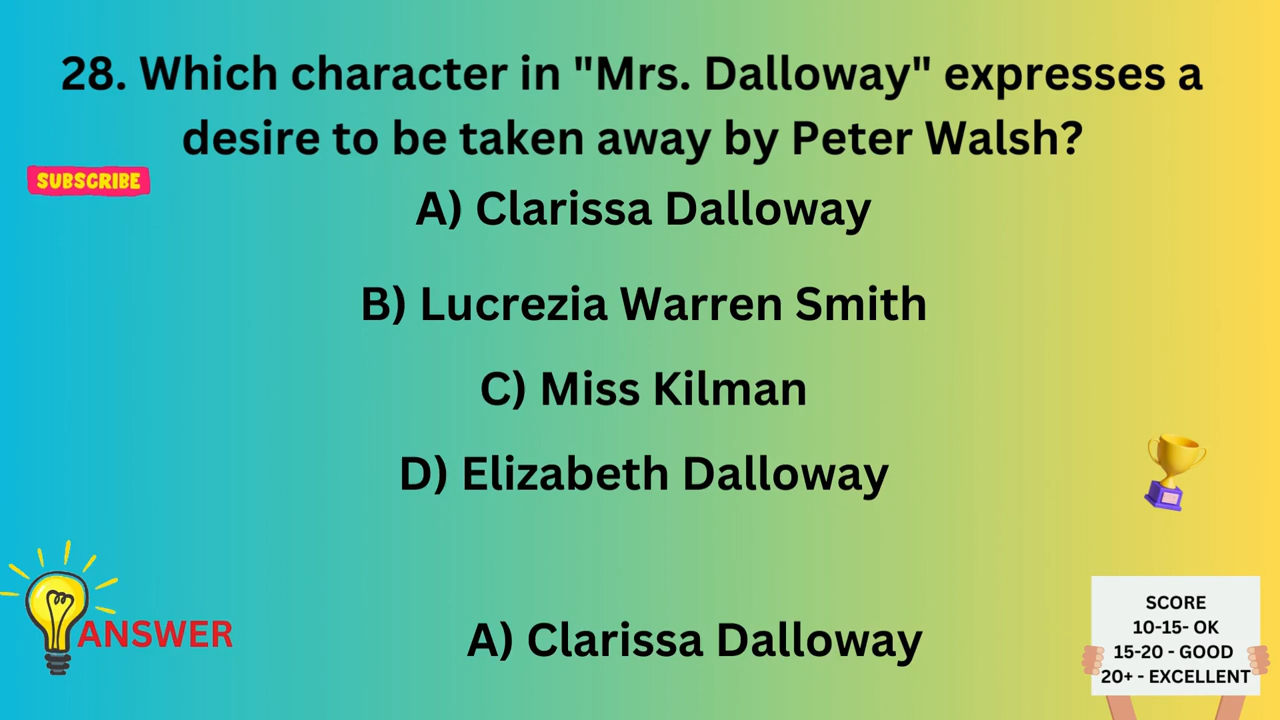 28. Which character in "Mrs. Dalloway" expresses a
desire to be taken away by Peter Walsh?
SUBSCRIBE
A) Clarissa Dalloway
B) Lucrezia Warren Smith
C) Miss Kilman
D) Elizabeth Dalloway
ANSWER
A) Clarissa Dalloway
SCORE
10-15- OK
15-20 - GOOD
20+ - EXCELLENT